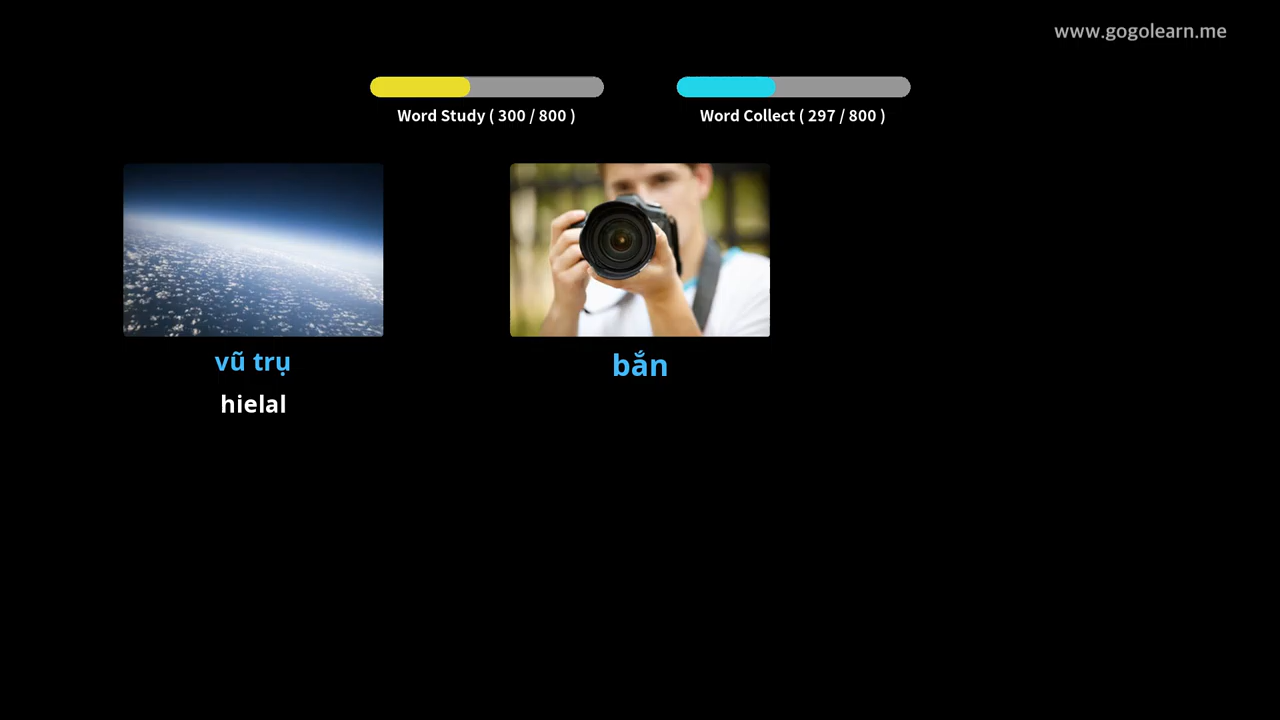 www.gogolearn.me
Word Study ( 300 / 800 )
Word Collect ( 297 / 800 )
vũ trụ
hielal
bắn